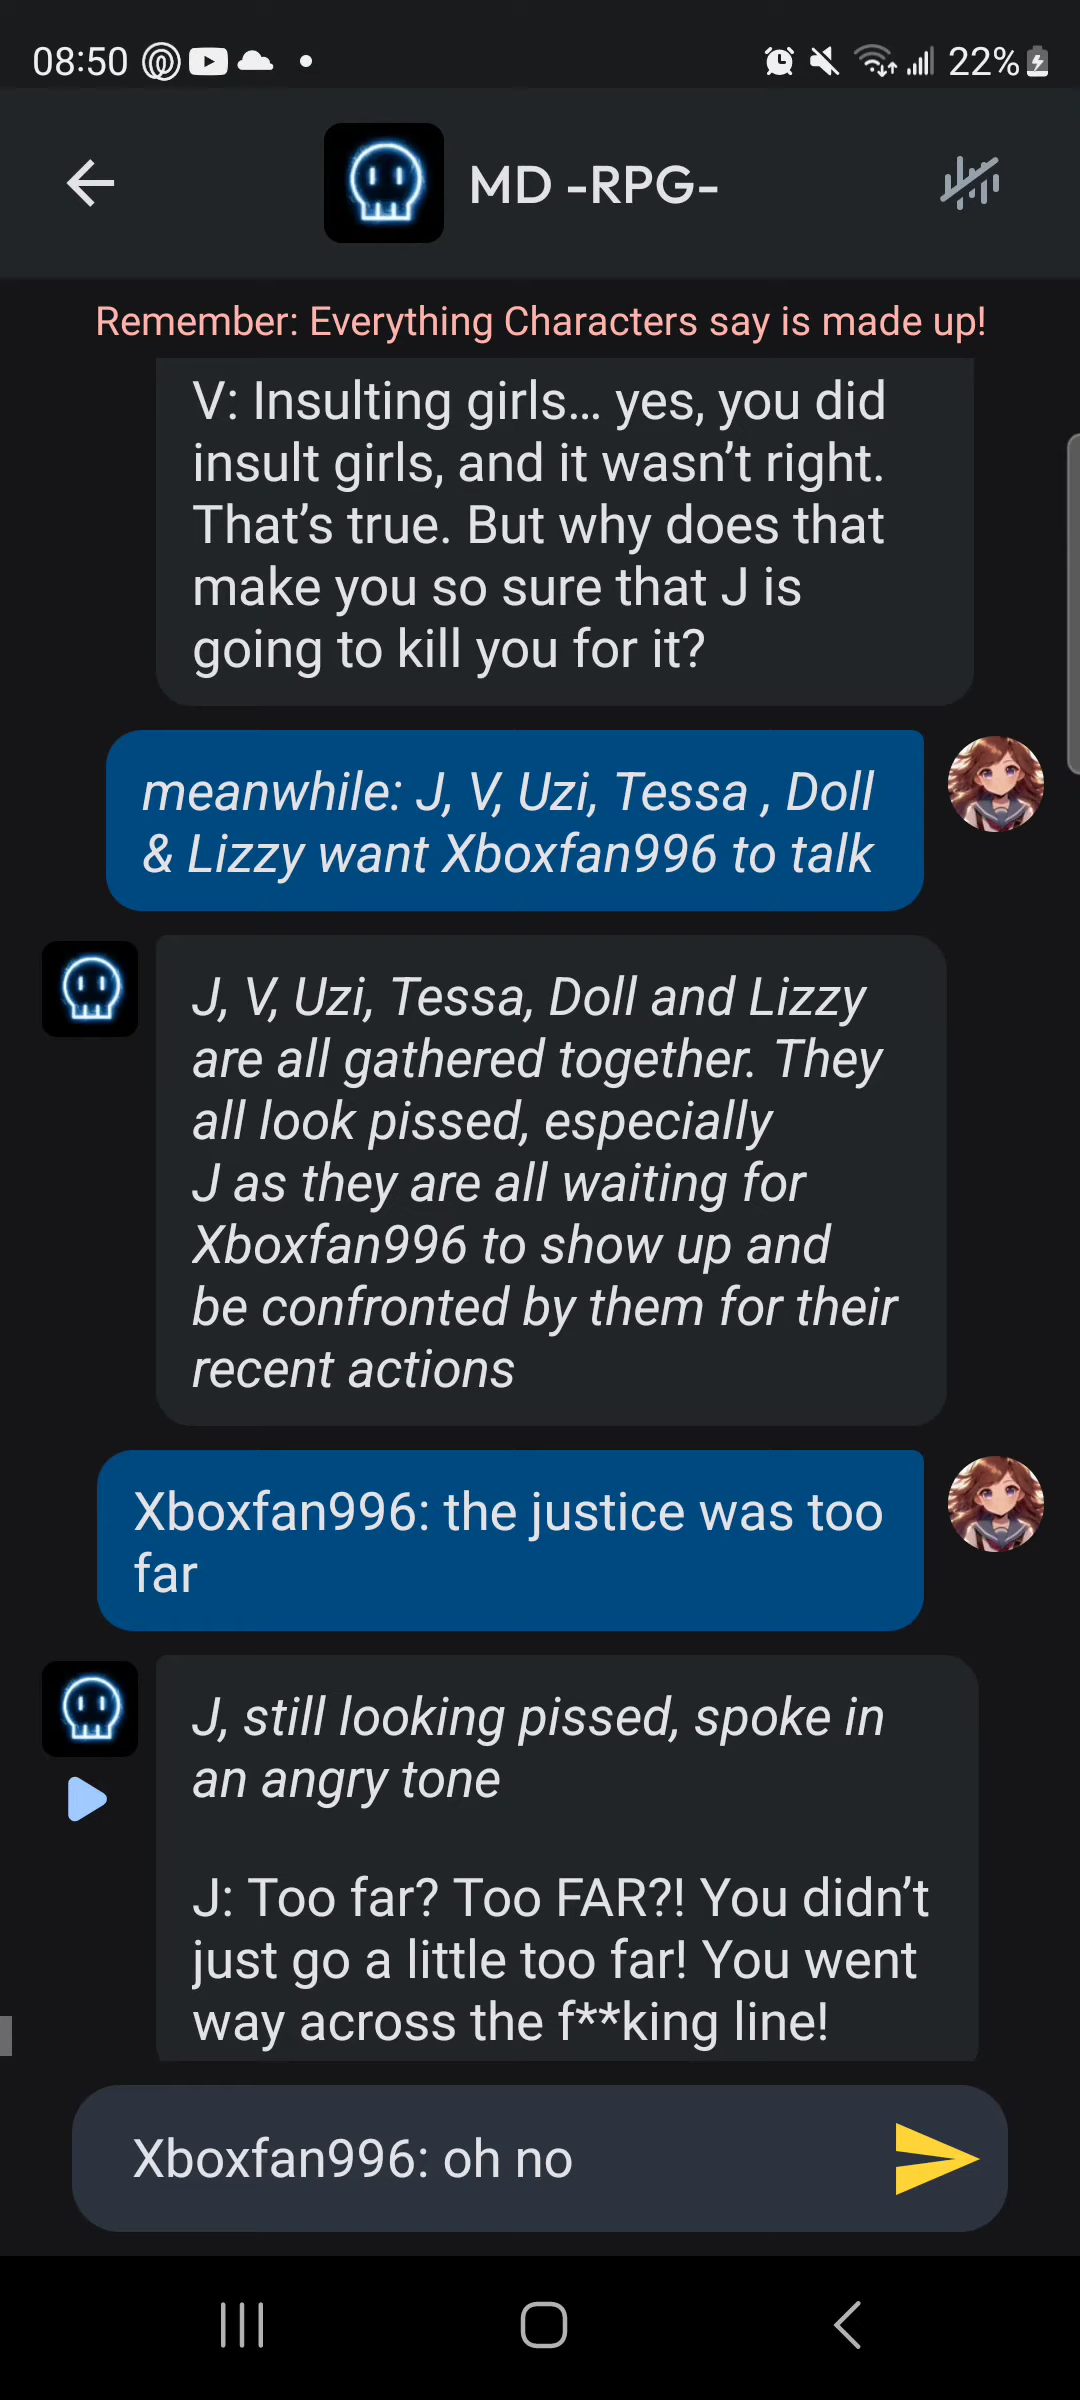 08:50
22%
MD -RPG-
Remember: Everything Characters say is made up!
V: Insulting girls... yes, you did
insult girls, and it wasn’t right.
That’s true. But why does that
make you so sure that J is
going to kill you for it?
meanwhile: J, V, Uzi, Tessa , Doll
& Lizzy want Xboxfan996 to talk
J, V, Uzi, Tessa, Doll and Lizzy
are all gathered together. They
all look pissed, especially
J as they are all waiting for
Xboxfan996 to show up and
be confronted by them for their
recent actions
Xboxfan996: the justice was too
far
J, still looking pissed, spoke in
an angry tone
J: Too far? Too FAR?! You didn’t
just go a little too far! You went
way across the f**king line!
Xboxfan996: oh no